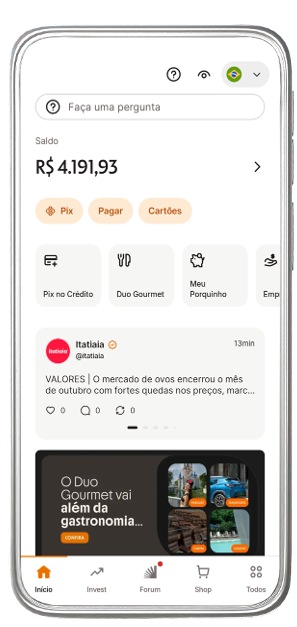 Faça uma pergunta
Saldo
R$ 4.191,93
Pix
Pagar
Cartões
Pix no Crédito
Duo Gourmet
Meu
Porquinho
Emp
itatiaia
Itatiaia
@itatiaia
13min
VALORES | O mercado de ovos encerrou o mês
de outubro com fortes quedas nos preços, marc...
0
0
0
O Duo
Gourmet vai
além da
gastronomia...
CONFIRA
Início
Invest
Forum
Shop
Todos